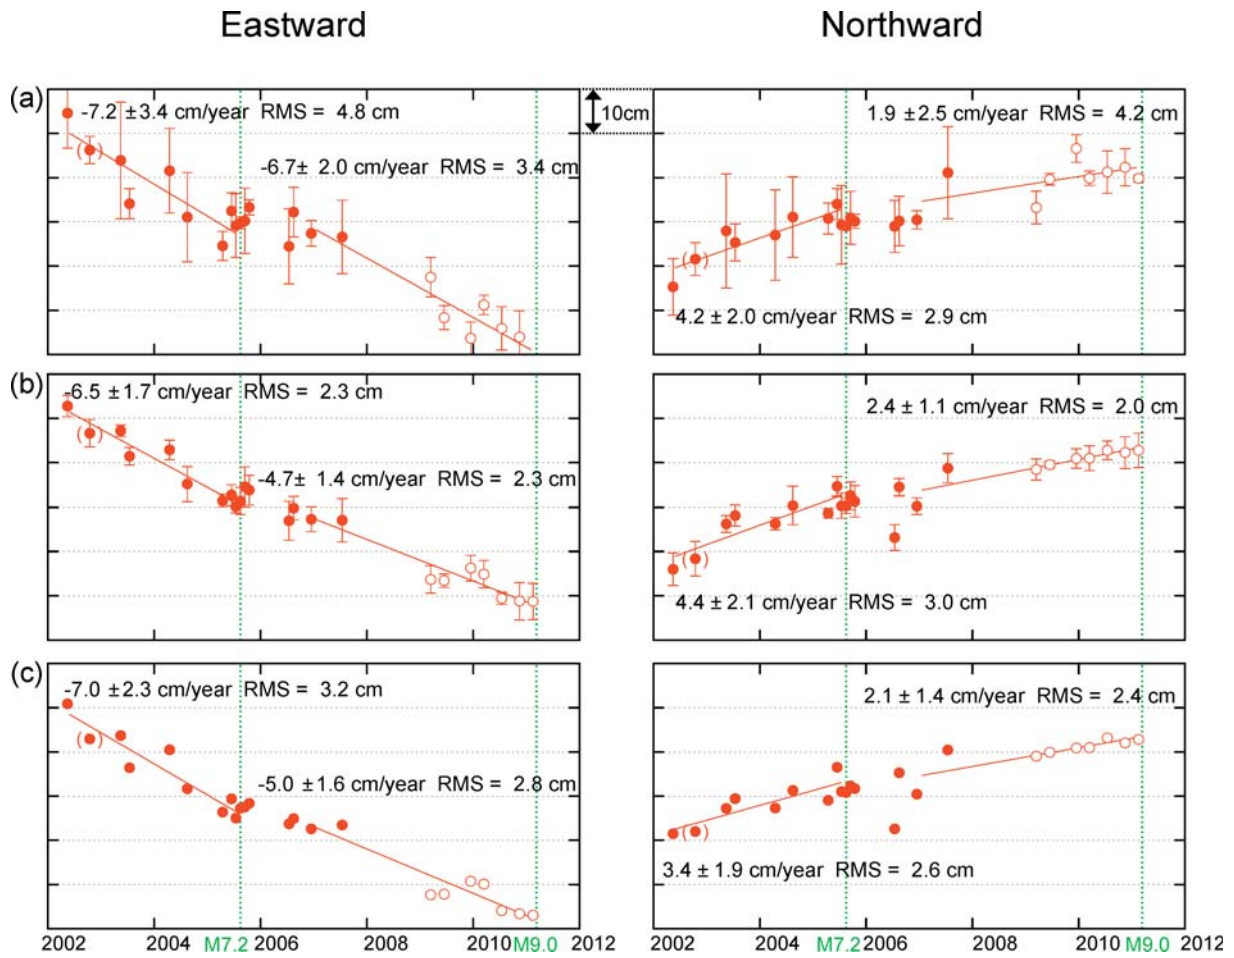 Eastward Northward
(a)
-7.2 ±3.4 cm/year RMS = 4.8 cm
10cm
1.9 ±2.5 cm/year RMS = 4.2 cm
( )
-6.7± 2.0 cm/year RMS = 3.4 cm
( )
4.2 ± 2.0 cm/year RMS = 2.9 cm
(b)
-6.5 ±1.7 cm/year RMS = 2.3 cm
2.4 ± 1.1 cm/year RMS = 2.0 cm
( )
-4.7± 1.4 cm/year RMS = 2.3 cm
( )
4.4 ± 2.1 cm/year RMS = 3.0 cm
(c)
-7.0 ±2.3 cm/year RMS = 3.2 cm
2.1 ± 1.4 cm/year RMS = 2.4 cm
( )
-5.0 ±1.6 cm/year RMS = 2.8 cm
( )
3.4 ± 1.9 cm/year RMS = 2.6 cm
2002 2004 M7.2 2006 2008 2010 M9.0 2012
2002 2004 M7.2 2006 2008 2010 M9.0 2012